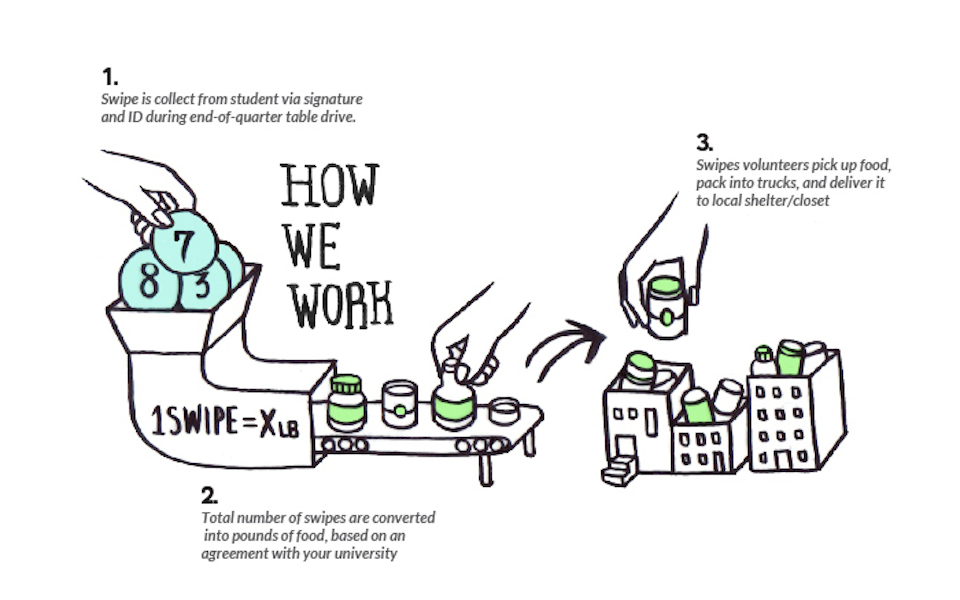 1.
Swipe is collect from student via signature
and ID during end-of-quarter table drive.
HOW
WE
WORK
7
8 3
1 SWIPE = X LB
2.
Total number of swipes are converted
into pounds of food, based on an
agreement with your university
3.
Swipes volunteers pick up food,
pack into trucks, and deliver it
to local shelter/closet